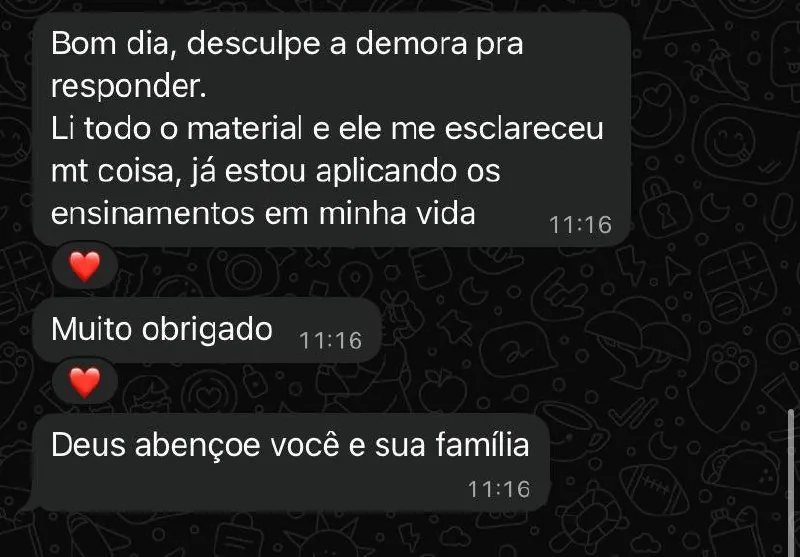 Bom dia, desculpe a demora pra
responder.
Li todo o material e ele me esclareceu
mt coisa, já estou aplicando os
ensinamentos em minha vida
11:16
Muito obrigado
11:16
Deus abençoe você e sua família
11:16